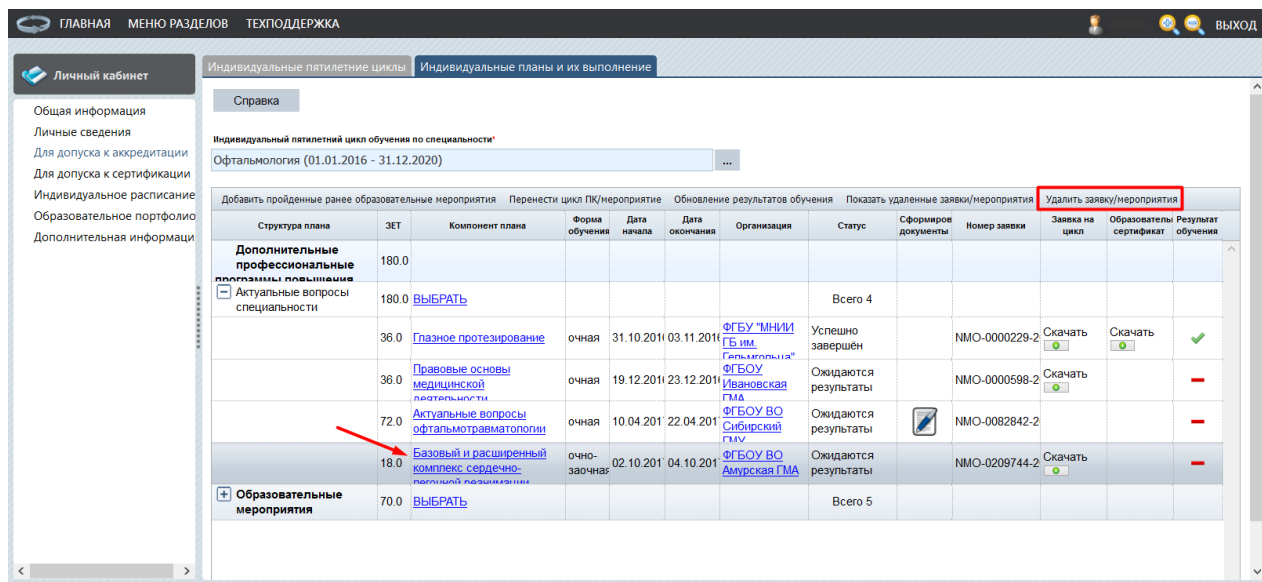 ГЛАВНАЯ МЕНЮ РАЗДЕЛОВ ТЕХПОДДЕРЖКА ВЫХОД
Личный кабинет
Общая информация
Личные сведения
Для допуска к аккредитации
Для допуска к сертификации
Индивидуальное расписание
Образовательное портфолио
Дополнительная информаци
Индивидуальные пятилетние циклы Индивидуальные планы и их выполнение
Справка
Индивидуальный пятилетний цикл обучения по специальности*
Офтальмология (01.01.2016 - 31.12.2020) ...
Добавить пройденные ранее образовательные мероприятия Перенести цикл ПК/мероприятие Обновление результатов обучения Показать удаленные заявки/мероприятия Удалить заявку/мероприятия
Структура плана ЗЕТ Компонент плана Форма обучения Дата начала Дата окончания Организация Статус Сформиров документы Номер заявки Заявка на цикл Образователы сертификат Результат обучения
Дополнительные
профессиональные 180.0
программы повышения
Актуальные вопросы
специальности 180.0 ВЫБРАТЬ Всего 4
36.0 Глазное протезирование очная 31.10.201 03.11.201 ФГБУ "МНИИ ГБ им. Гельмгольца" Успешно завершён NMO-0000229-2 Скачать Скачать
36.0 Правовые основы медицинской деятельности очная 19.12.201 23.12.201 ФГБОУ Ивановская ГМА Ожидаются результаты NMO-0000598-2 Скачать
72.0 Актуальные вопросы офтальмотравматологии очная 10.04.201 22.04.201 ФГБОУ ВО Сибирский ГМУ Ожидаются результаты NMO-0082842-2
18.0 Базовый и расширенный комплекс сердечно-легочной реанимации очно-заочная 02.10.201 04.10.201 ФГБОУ ВО Амурская ГМА Ожидаются результаты NMO-0209744-2 Скачать
Образовательные
мероприятия 70.0 ВЫБРАТЬ Всего 5